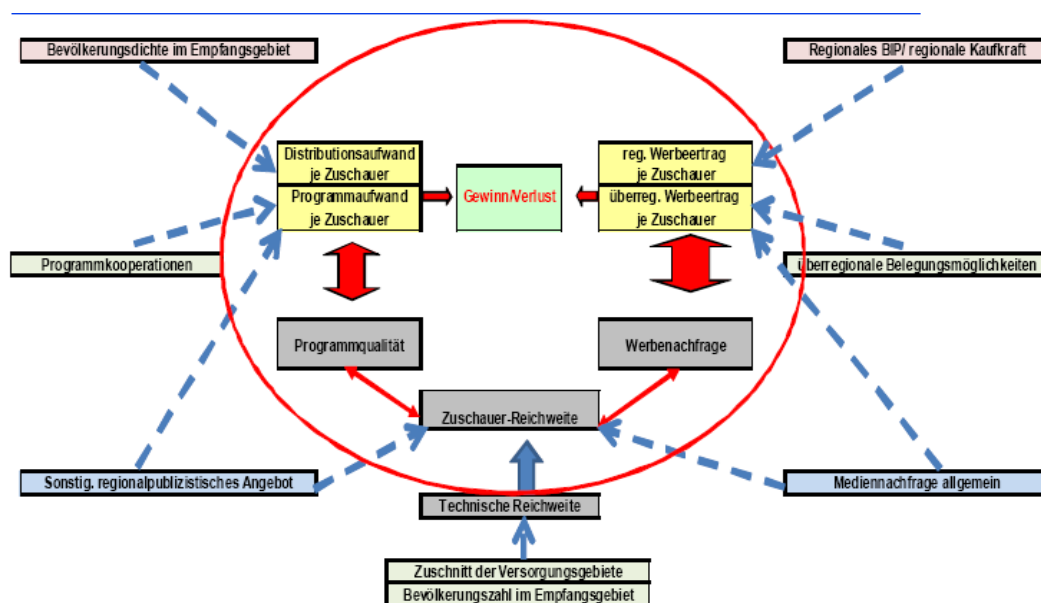 Bevölkerungsdichte im Empfangsgebiet
Regionales BIP/ regionale Kaufkraft
Distributionsaufwand
je Zuschauer
Programmaufwand
je Zuschauer
Gewinn/Verlust
reg. Werbeertrag
je Zuschauer
überreg. Werbeertrag
je Zuschauer
Programmkooperationen
überregionale Belegungsmöglichkeiten
Programmqualität
Werbenachfrage
Zuschauer-Reichweite
Sonstig. regionalpublizistisches Angebot
Mediennachfrage allgemein
Technische Reichweite
Zuschnitt der Versorgungsgebiete
Bevölkerungszahl im Empfangsgebiet